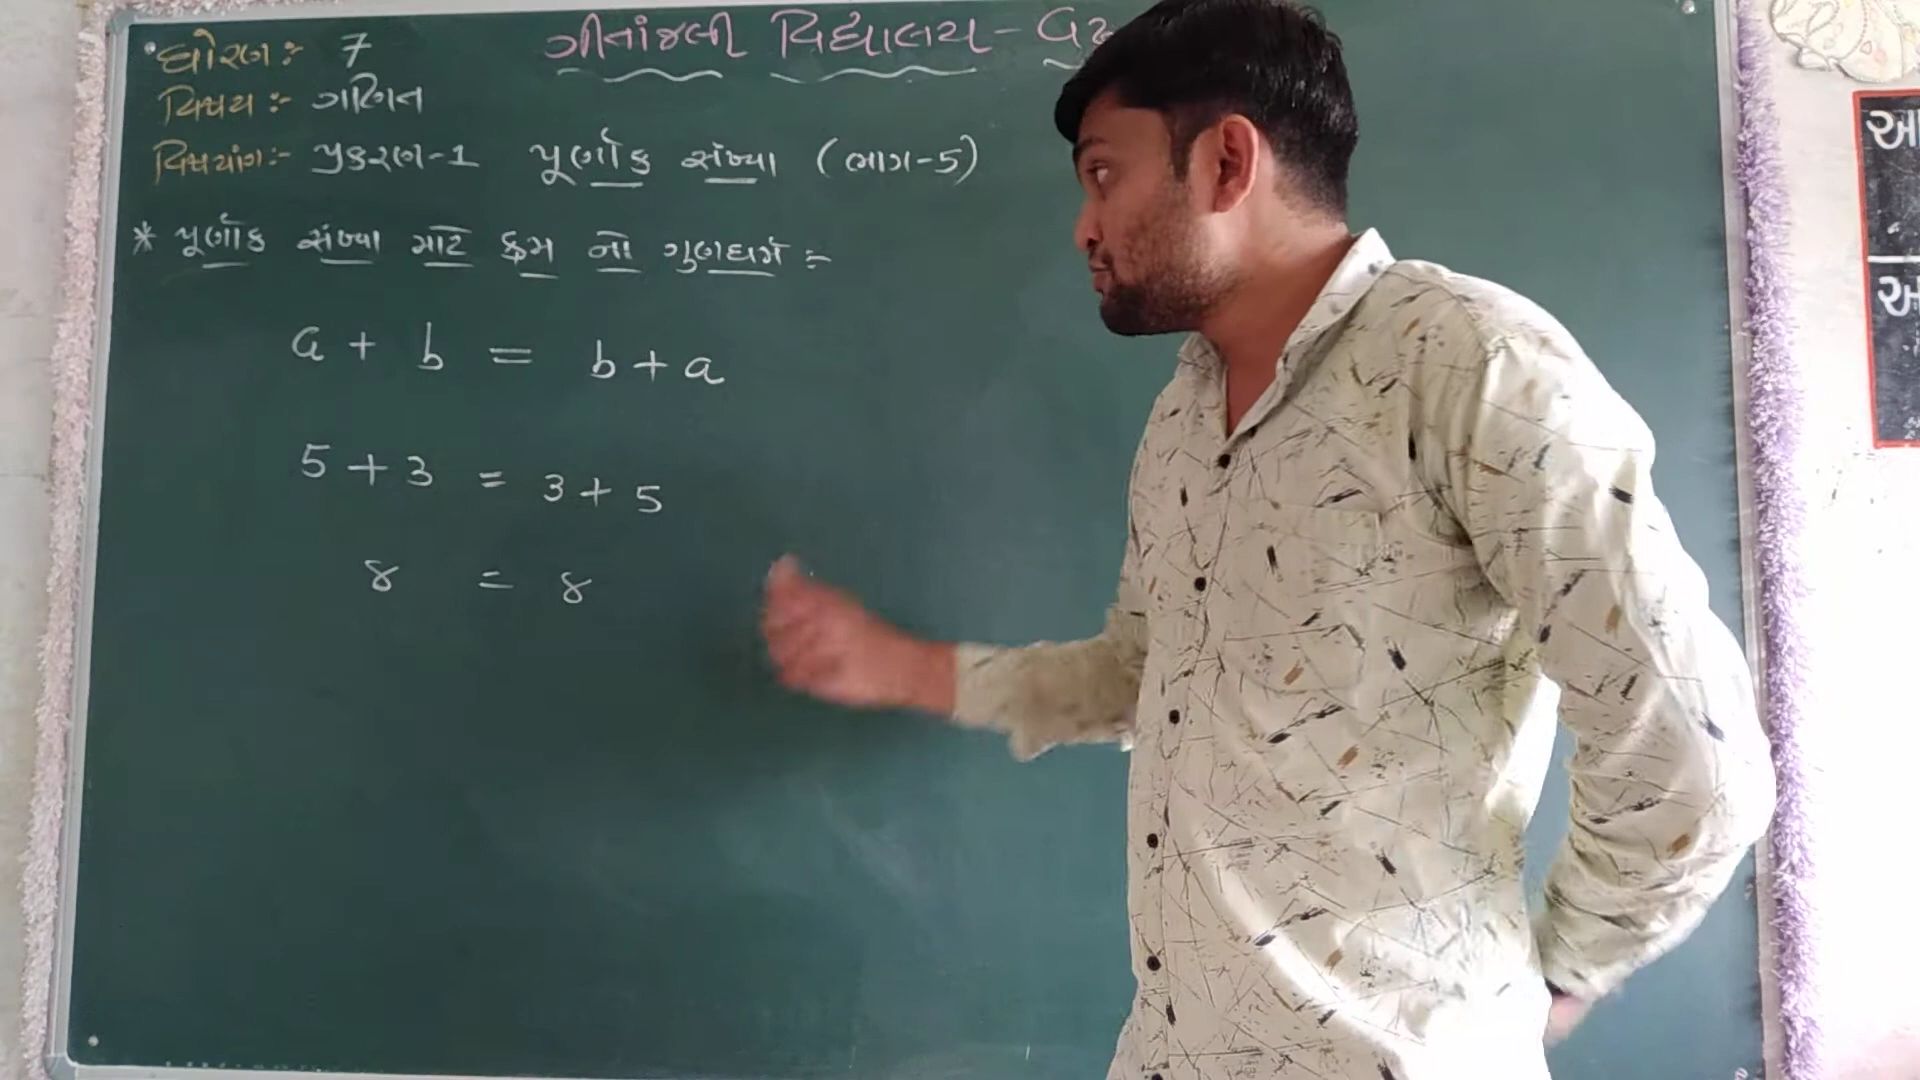 ગીતાંજલી વિદ્યાલય -
ધોરણ :- 7
વિષય :- ગણિત
વિષયાંગ :- પ્રકરણ-1 પૂર્ણાંક સંખ્યા (ભાગ-5)
* પૂર્ણાંક સંખ્યા માટે ક્રમ નો ગુણધર્મ :-
a + b = b + a
5 + 3 = 3 + 5
8 = 8